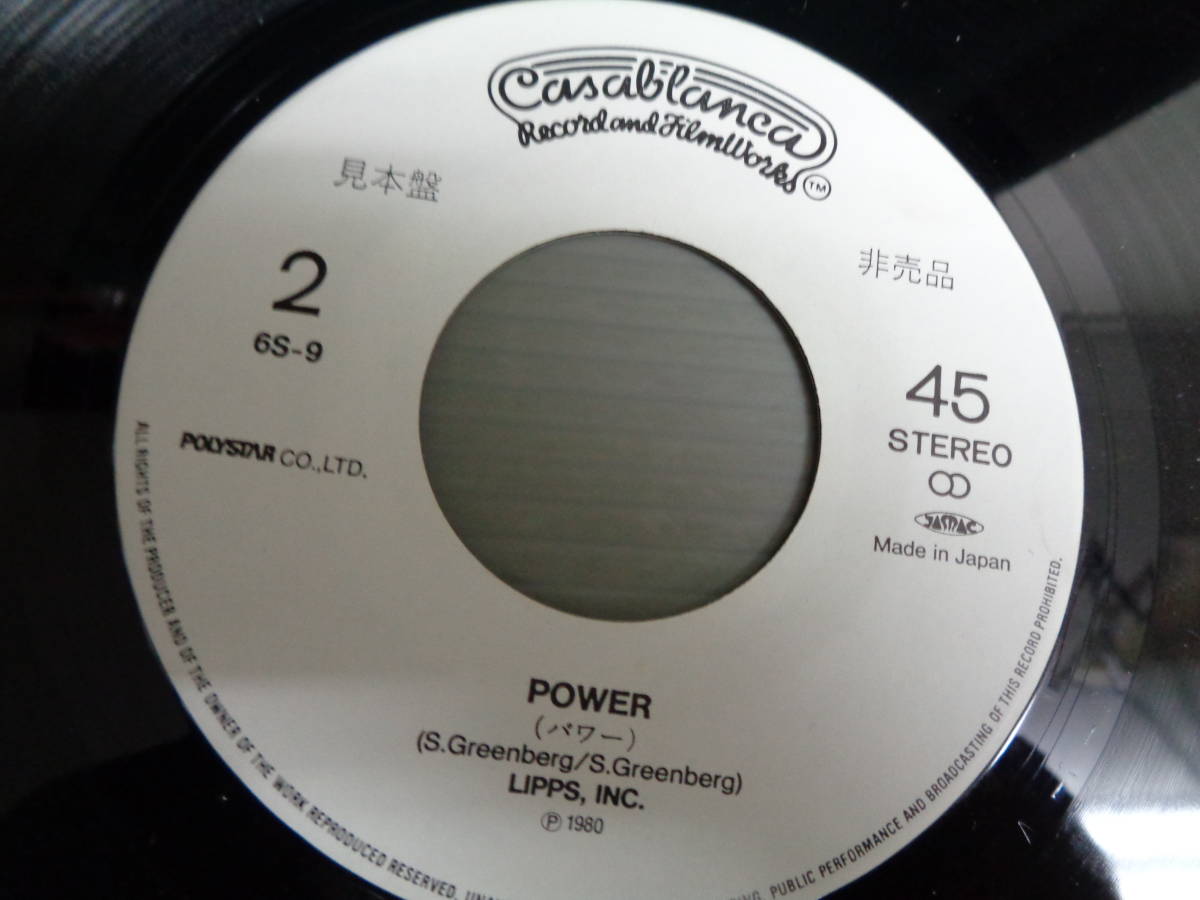 Casablanca
Record and FilmWorks
TM
見本盤
非売品
2
6S-9
45
STEREO
POLYSTAR CO.,LTD.
JASRAC
Made in Japan
POWER
(パワー)
(S.Greenberg/S.Greenberg)
LIPPS, INC.
Ⓟ 1980
ALL RIGHTS OF THE PRODUCER AND OF THE OWNER OF THE WORK REPRODUCED RESERVED. PUBLIC PERFORMANCE AND BROADCASTING OF THIS RECORD PROHIBITED.